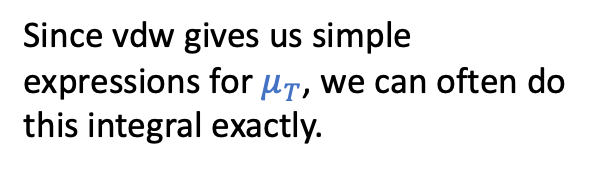 Since vdw gives us simple
expressions for μ_T, we can often do
this integral exactly.